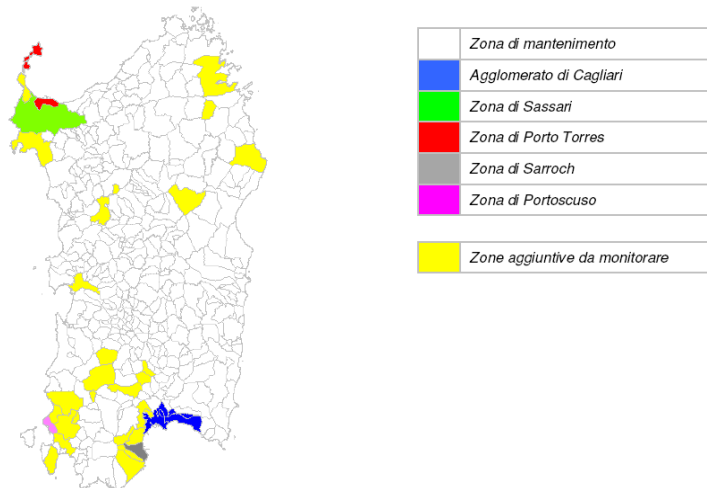 Zona di mantenimento
Agglomerato di Cagliari
Zona di Sassari
Zona di Porto Torres
Zona di Sarroch
Zona di Portoscuso
Zone aggiuntive da monitorare